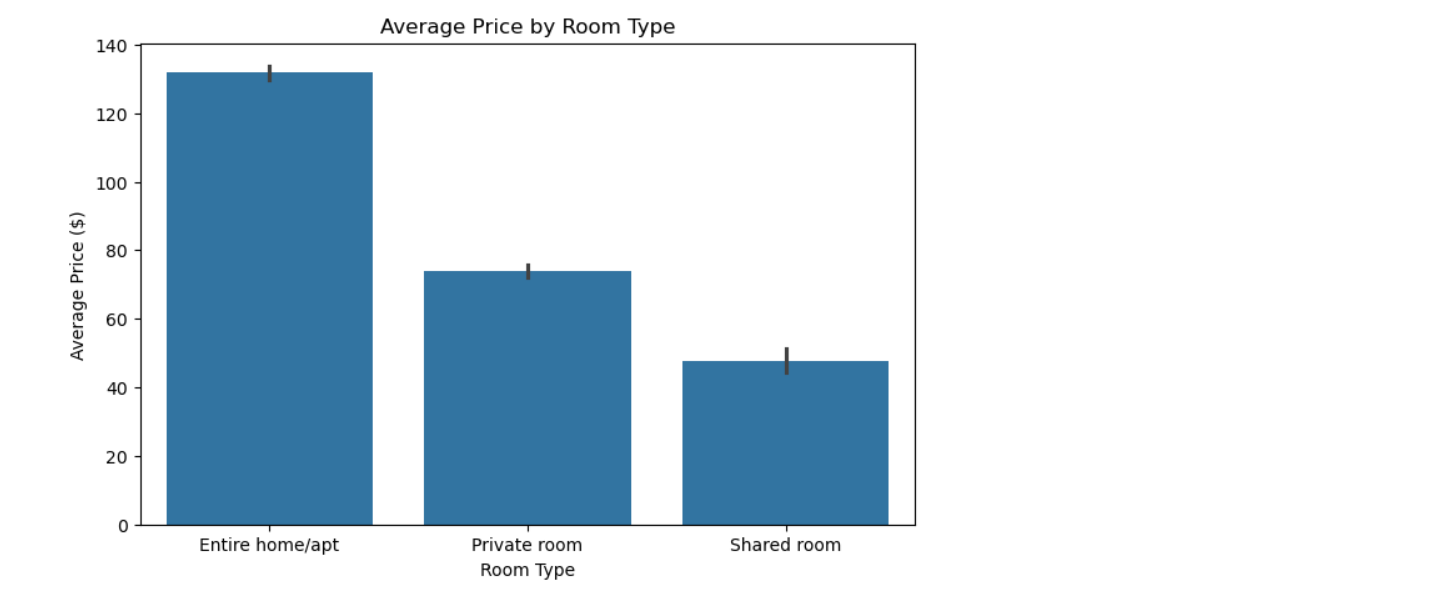 Average Price by Room Type
Average Price ($)
140
120
100
80
60
40
20
0
Entire home/apt
Private room
Shared room
Room Type